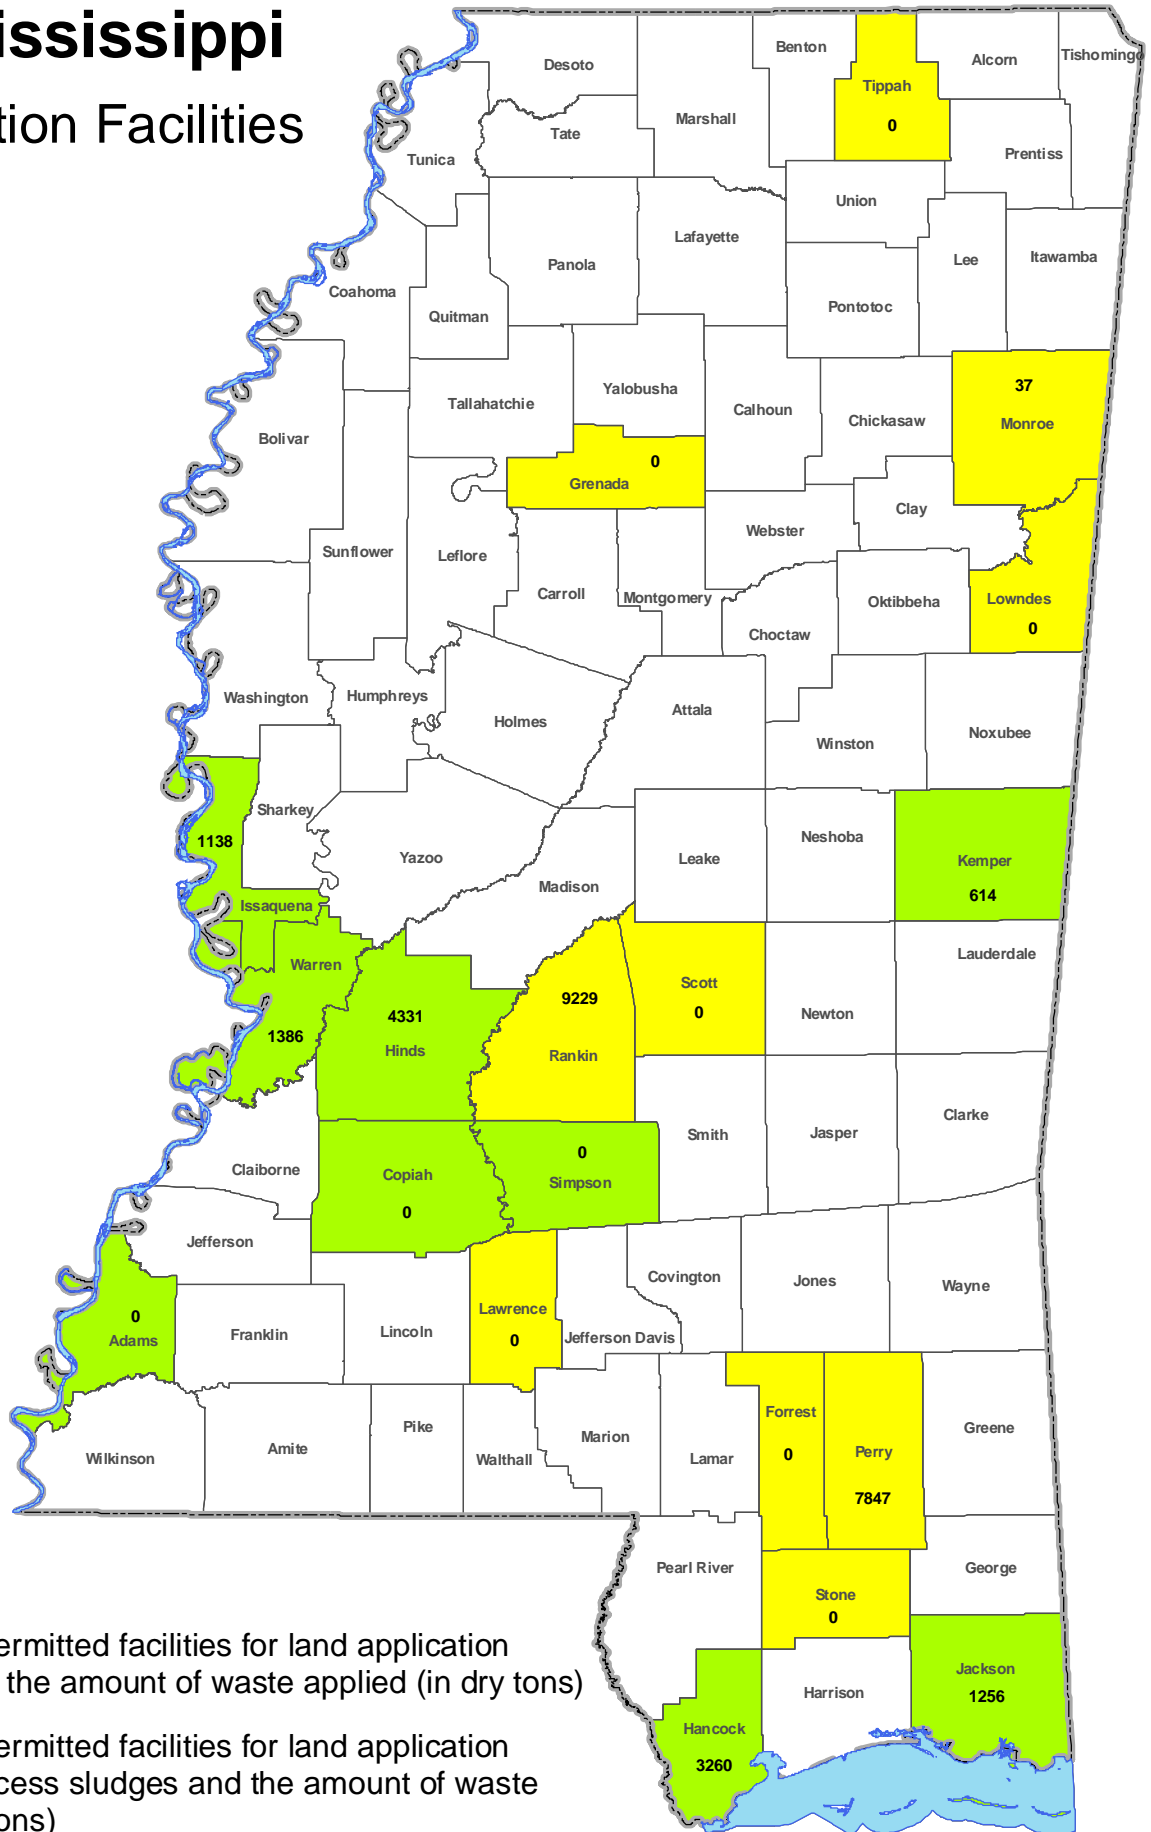 ississippi
tion Facilities
Desoto
Benton
Tippah
0
Alcorn
Tishomingo
Marshall
Tate
Tunica
Prentiss
Union
Lafayette
Panola
Lee
Itawamba
Coahoma
Quitman
Pontotoc
Yalobusha
Tallahatchie
Calhoun
Chickasaw
37
Monroe
Bolivar
0
Grenada
Clay
Webster
Sunflower
Leflore
Carroll
Montgomery
Oktibbeha
Lowndes
0
Choctaw
Washington
Humphreys
Holmes
Attala
Winston
Noxubee
Sharkey
1138
Yazoo
Madison
Leake
Neshoba
Kemper
614
Issaquena
Warren
1386
4331
Hinds
9229
Rankin
Scott
0
Newton
Lauderdale
Smith
Jasper
Clarke
Claiborne
Copiah
0
0
Simpson
Jefferson
Covington
Jones
Wayne
0
Adams
Franklin
Lincoln
Lawrence
0
Jefferson Davis
Wilkinson
Amite
Pike
Walthall
Marion
Lamar
Forrest
0
Perry
7847
Greene
Pearl River
Stone
0
George
Hancock
3260
Harrison
Jackson
1256
ermitted facilities for land application
the amount of waste applied (in dry tons)
ermitted facilities for land application
cess sludges and the amount of waste
ons)